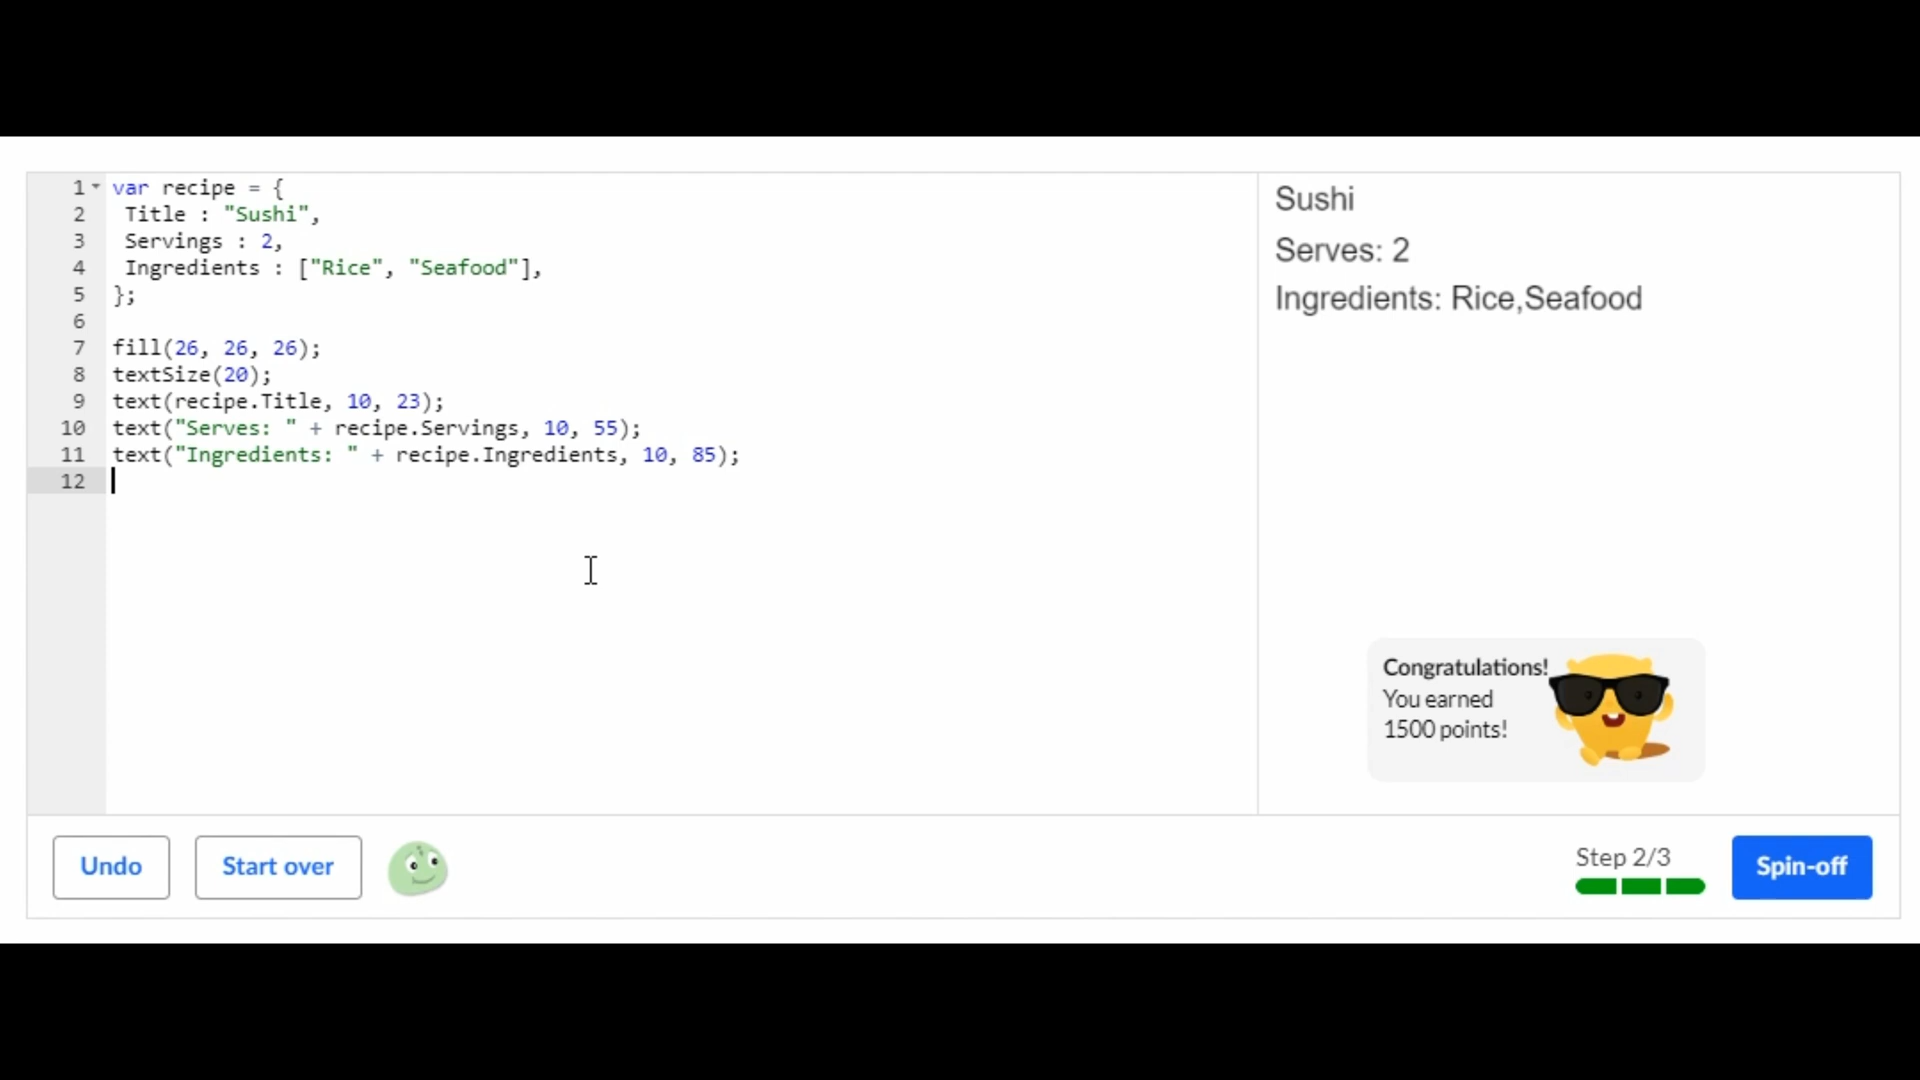 1 var recipe = {
2 Title : "Sushi",
3 Servings : 2,
4 Ingredients : ["Rice", "Seafood"],
5 };
6
7 fill(26, 26, 26);
8 textSize(20);
9 text(recipe.Title, 10, 23);
10 text("Serves: " + recipe.Servings, 10, 55);
11 text("Ingredients: " + recipe.Ingredients, 10, 85);
12
Sushi
Serves: 2
Ingredients: Rice,Seafood
Congratulations!
You earned
1500 points!
Undo
Start over
Step 2/3
Spin-off